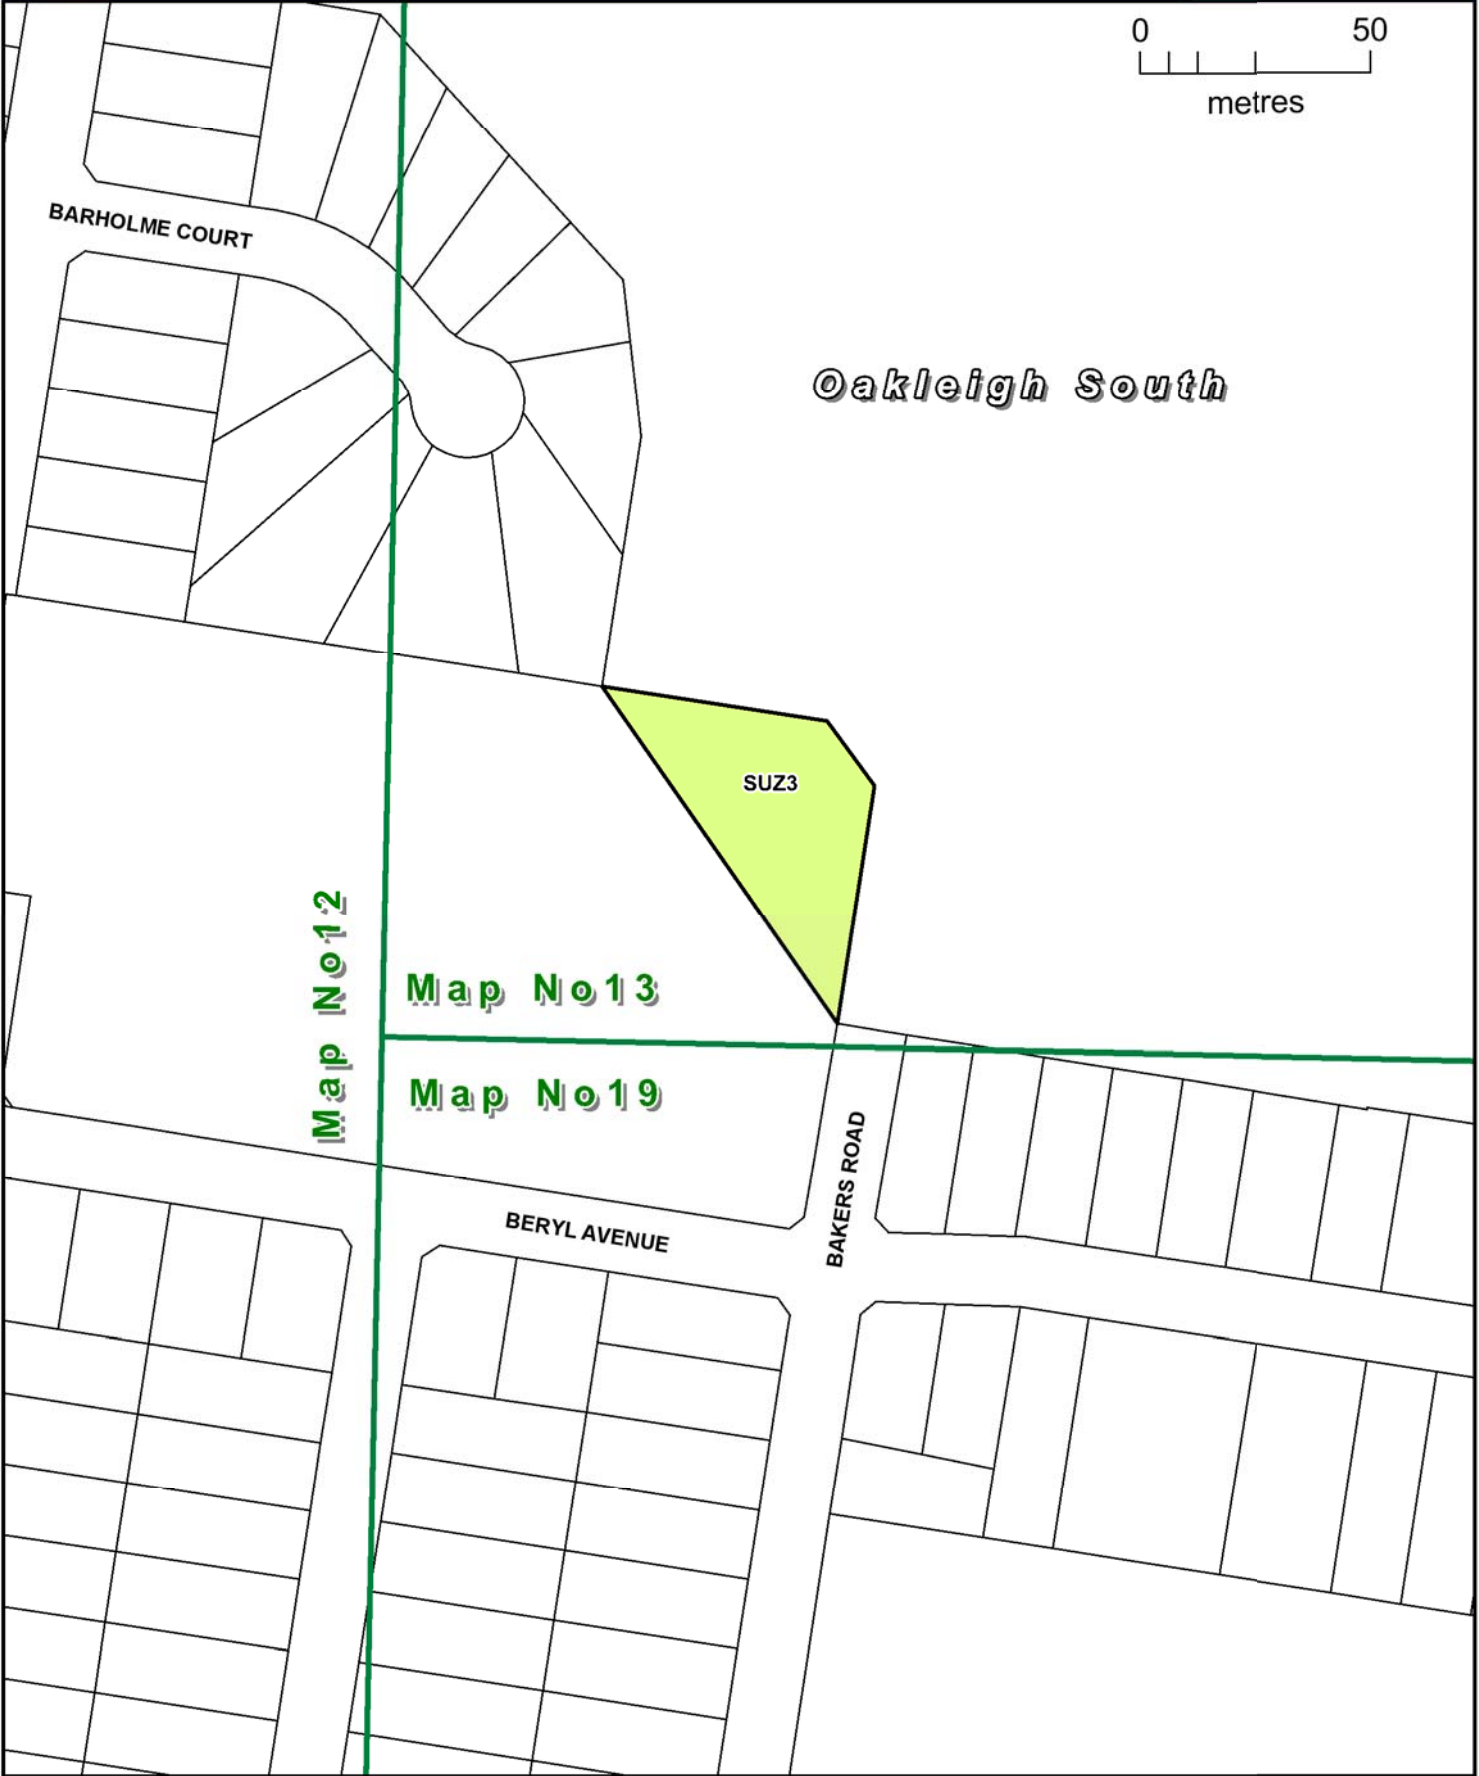 0 50
metres
BARHOLME COURT
Oakleigh South
SUZ3
Map No12
Map No13
Map No19
BERYL AVENUE
BAKERS ROAD